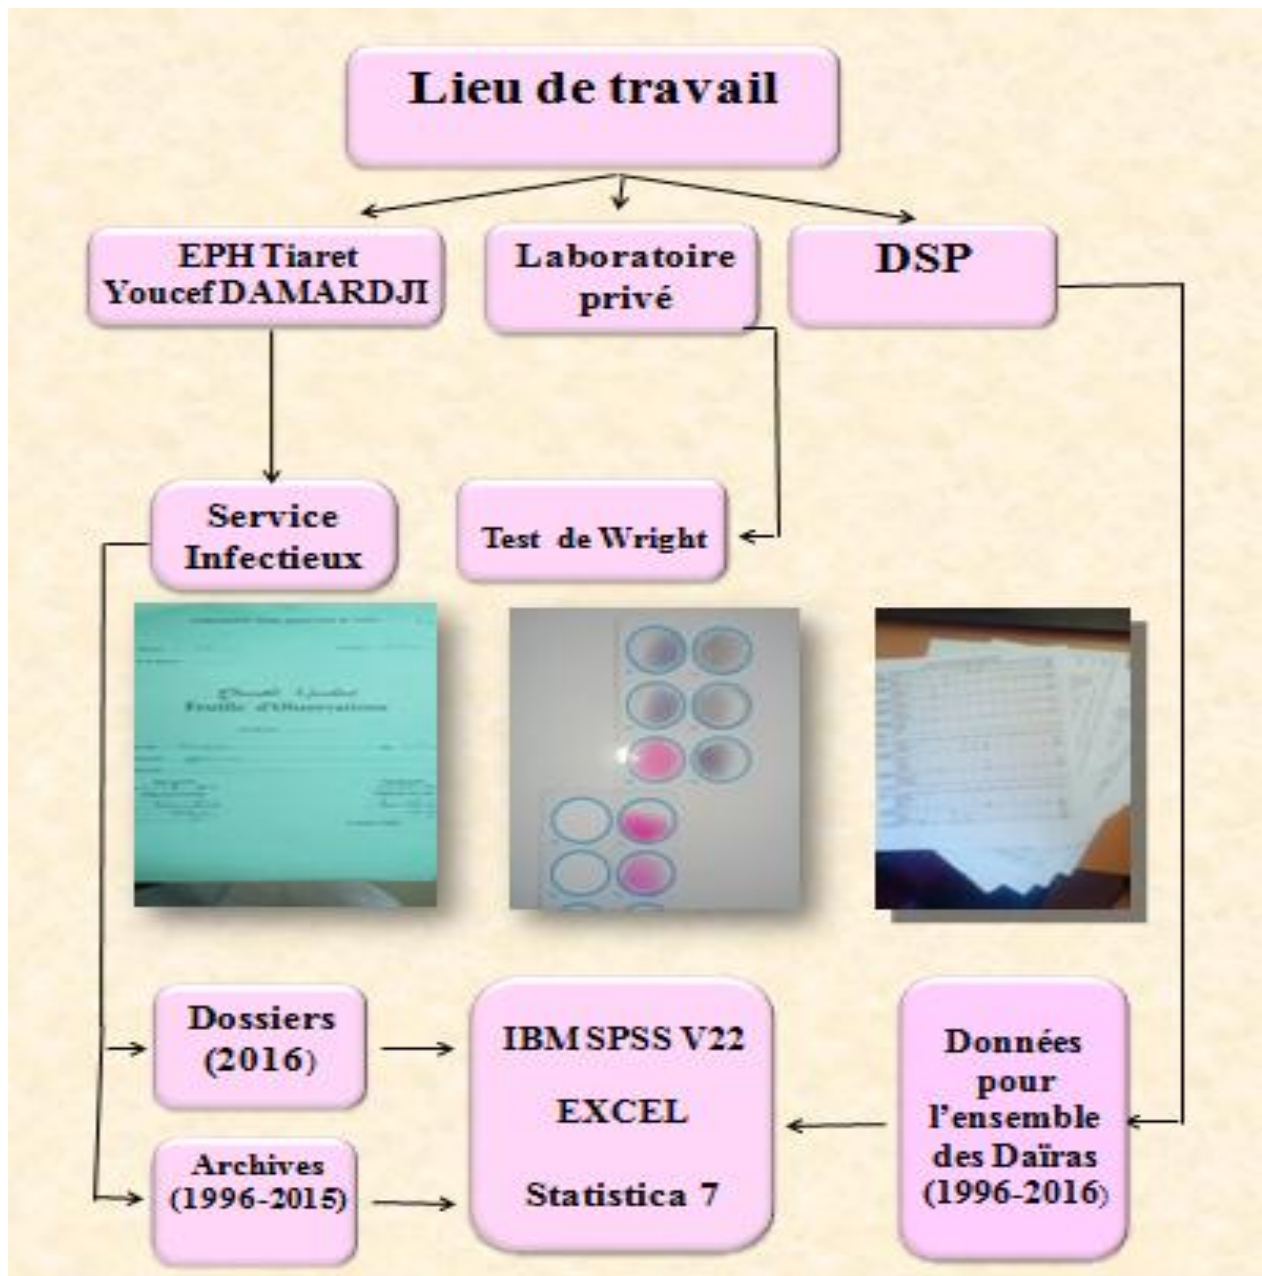 Lieu de travail
EPH Tiaret
Youcef DAMARDJI
Laboratoire
privé
DSP
Service
Infectieux
Test de Wright
Feuille d'Observations
Dossiers
(2016)
Archives
(1996-2015)
IBM SPSS V22
EXCEL
Statistica 7
Données
pour
l'ensemble
des Daïras
(1996-2016)